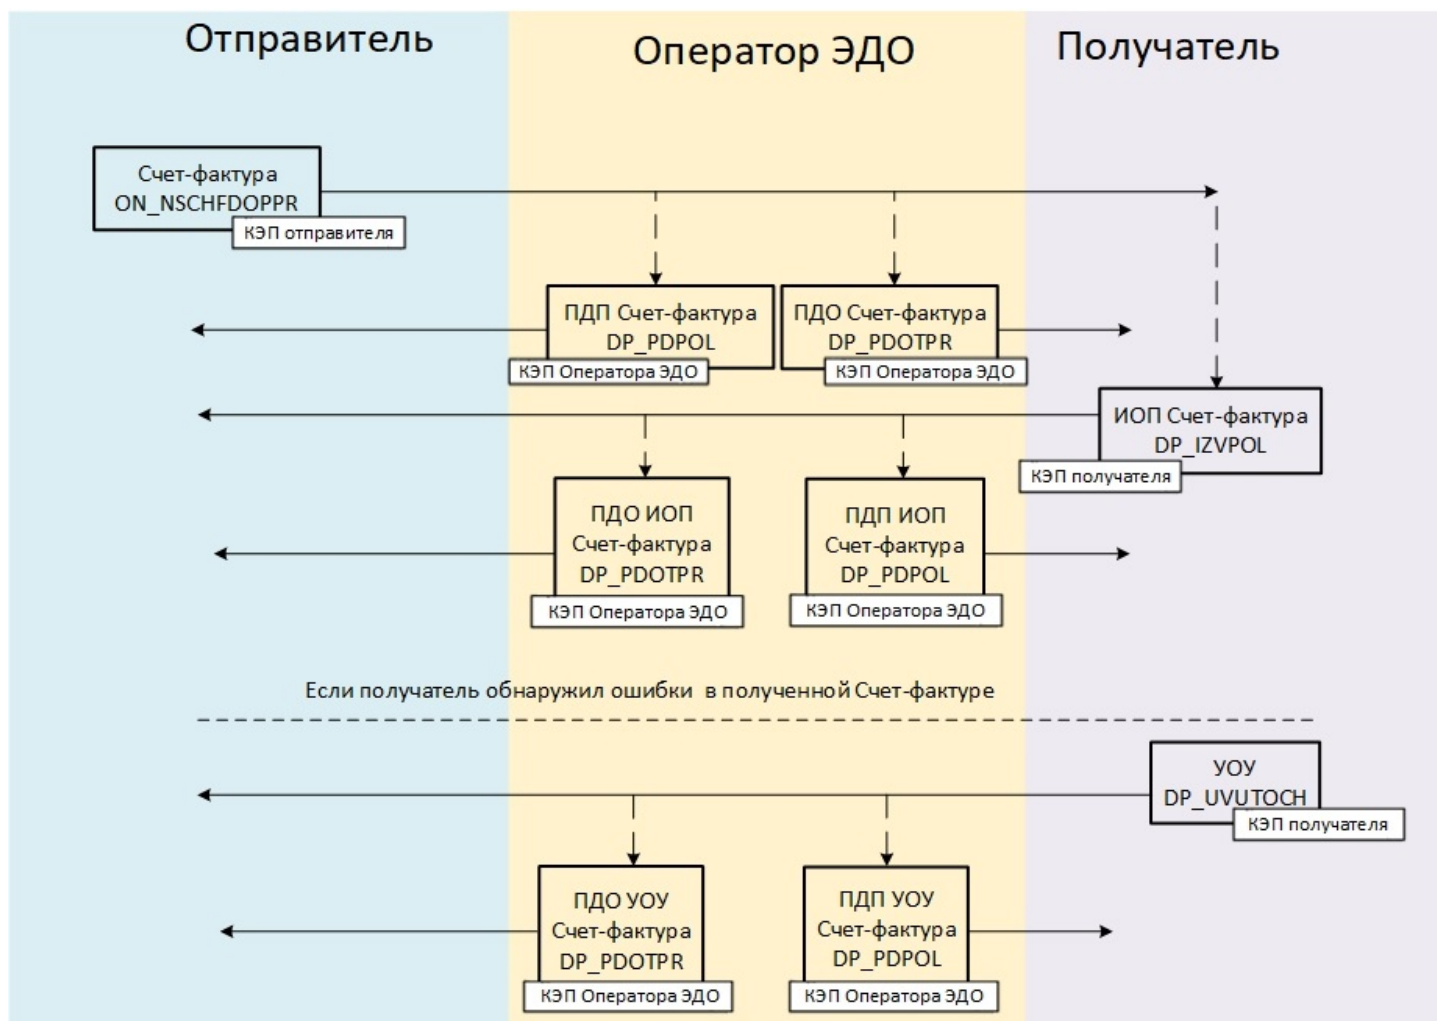 Отправитель
Оператор ЭДО
Получатель
Счет-фактура
ON_NSCHFDOPPR
КЭП отправителя
ПДП Счет-фактура
DP_PDPOL
КЭП Оператора ЭДО
ПДО Счет-фактура
DP_PDOTPR
КЭП Оператора ЭДО
ИОП Счет-фактура
DP_IZVPOL
КЭП получателя
ПДО ИОП
Счет-фактура
DP_PDOTPR
КЭП Оператора ЭДО
ПДП ИОП
Счет-фактура
DP_PDPOL
КЭП Оператора ЭДО
Если получатель обнаружил ошибки в полученной Счет-фактуре
УОУ
DP_UVUTOCH
КЭП получателя
ПДО УОУ
Счет-фактура
DP_PDOTPR
КЭП Оператора ЭДО
ПДП УОУ
Счет-фактура
DP_PDPOL
КЭП Оператора ЭДО